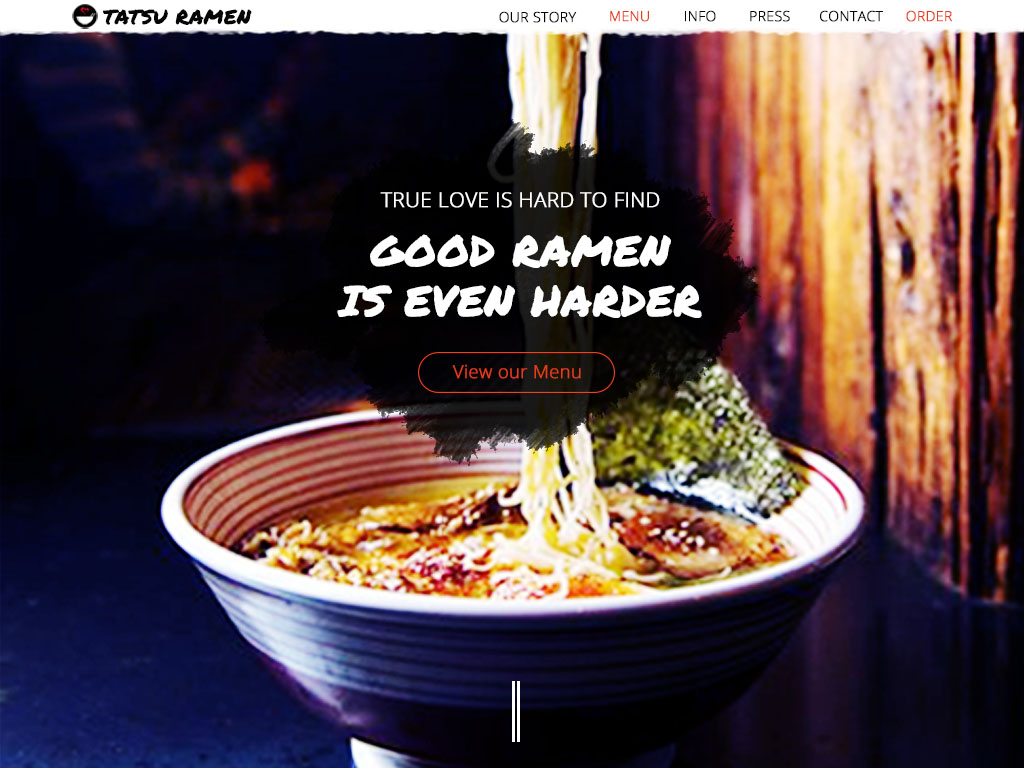 TATSU RAMEN
OUR STORY MENU INFO PRESS CONTACT ORDER
TRUE LOVE IS HARD TO FIND
GOOD RAMEN
IS EVEN HARDER
View our Menu